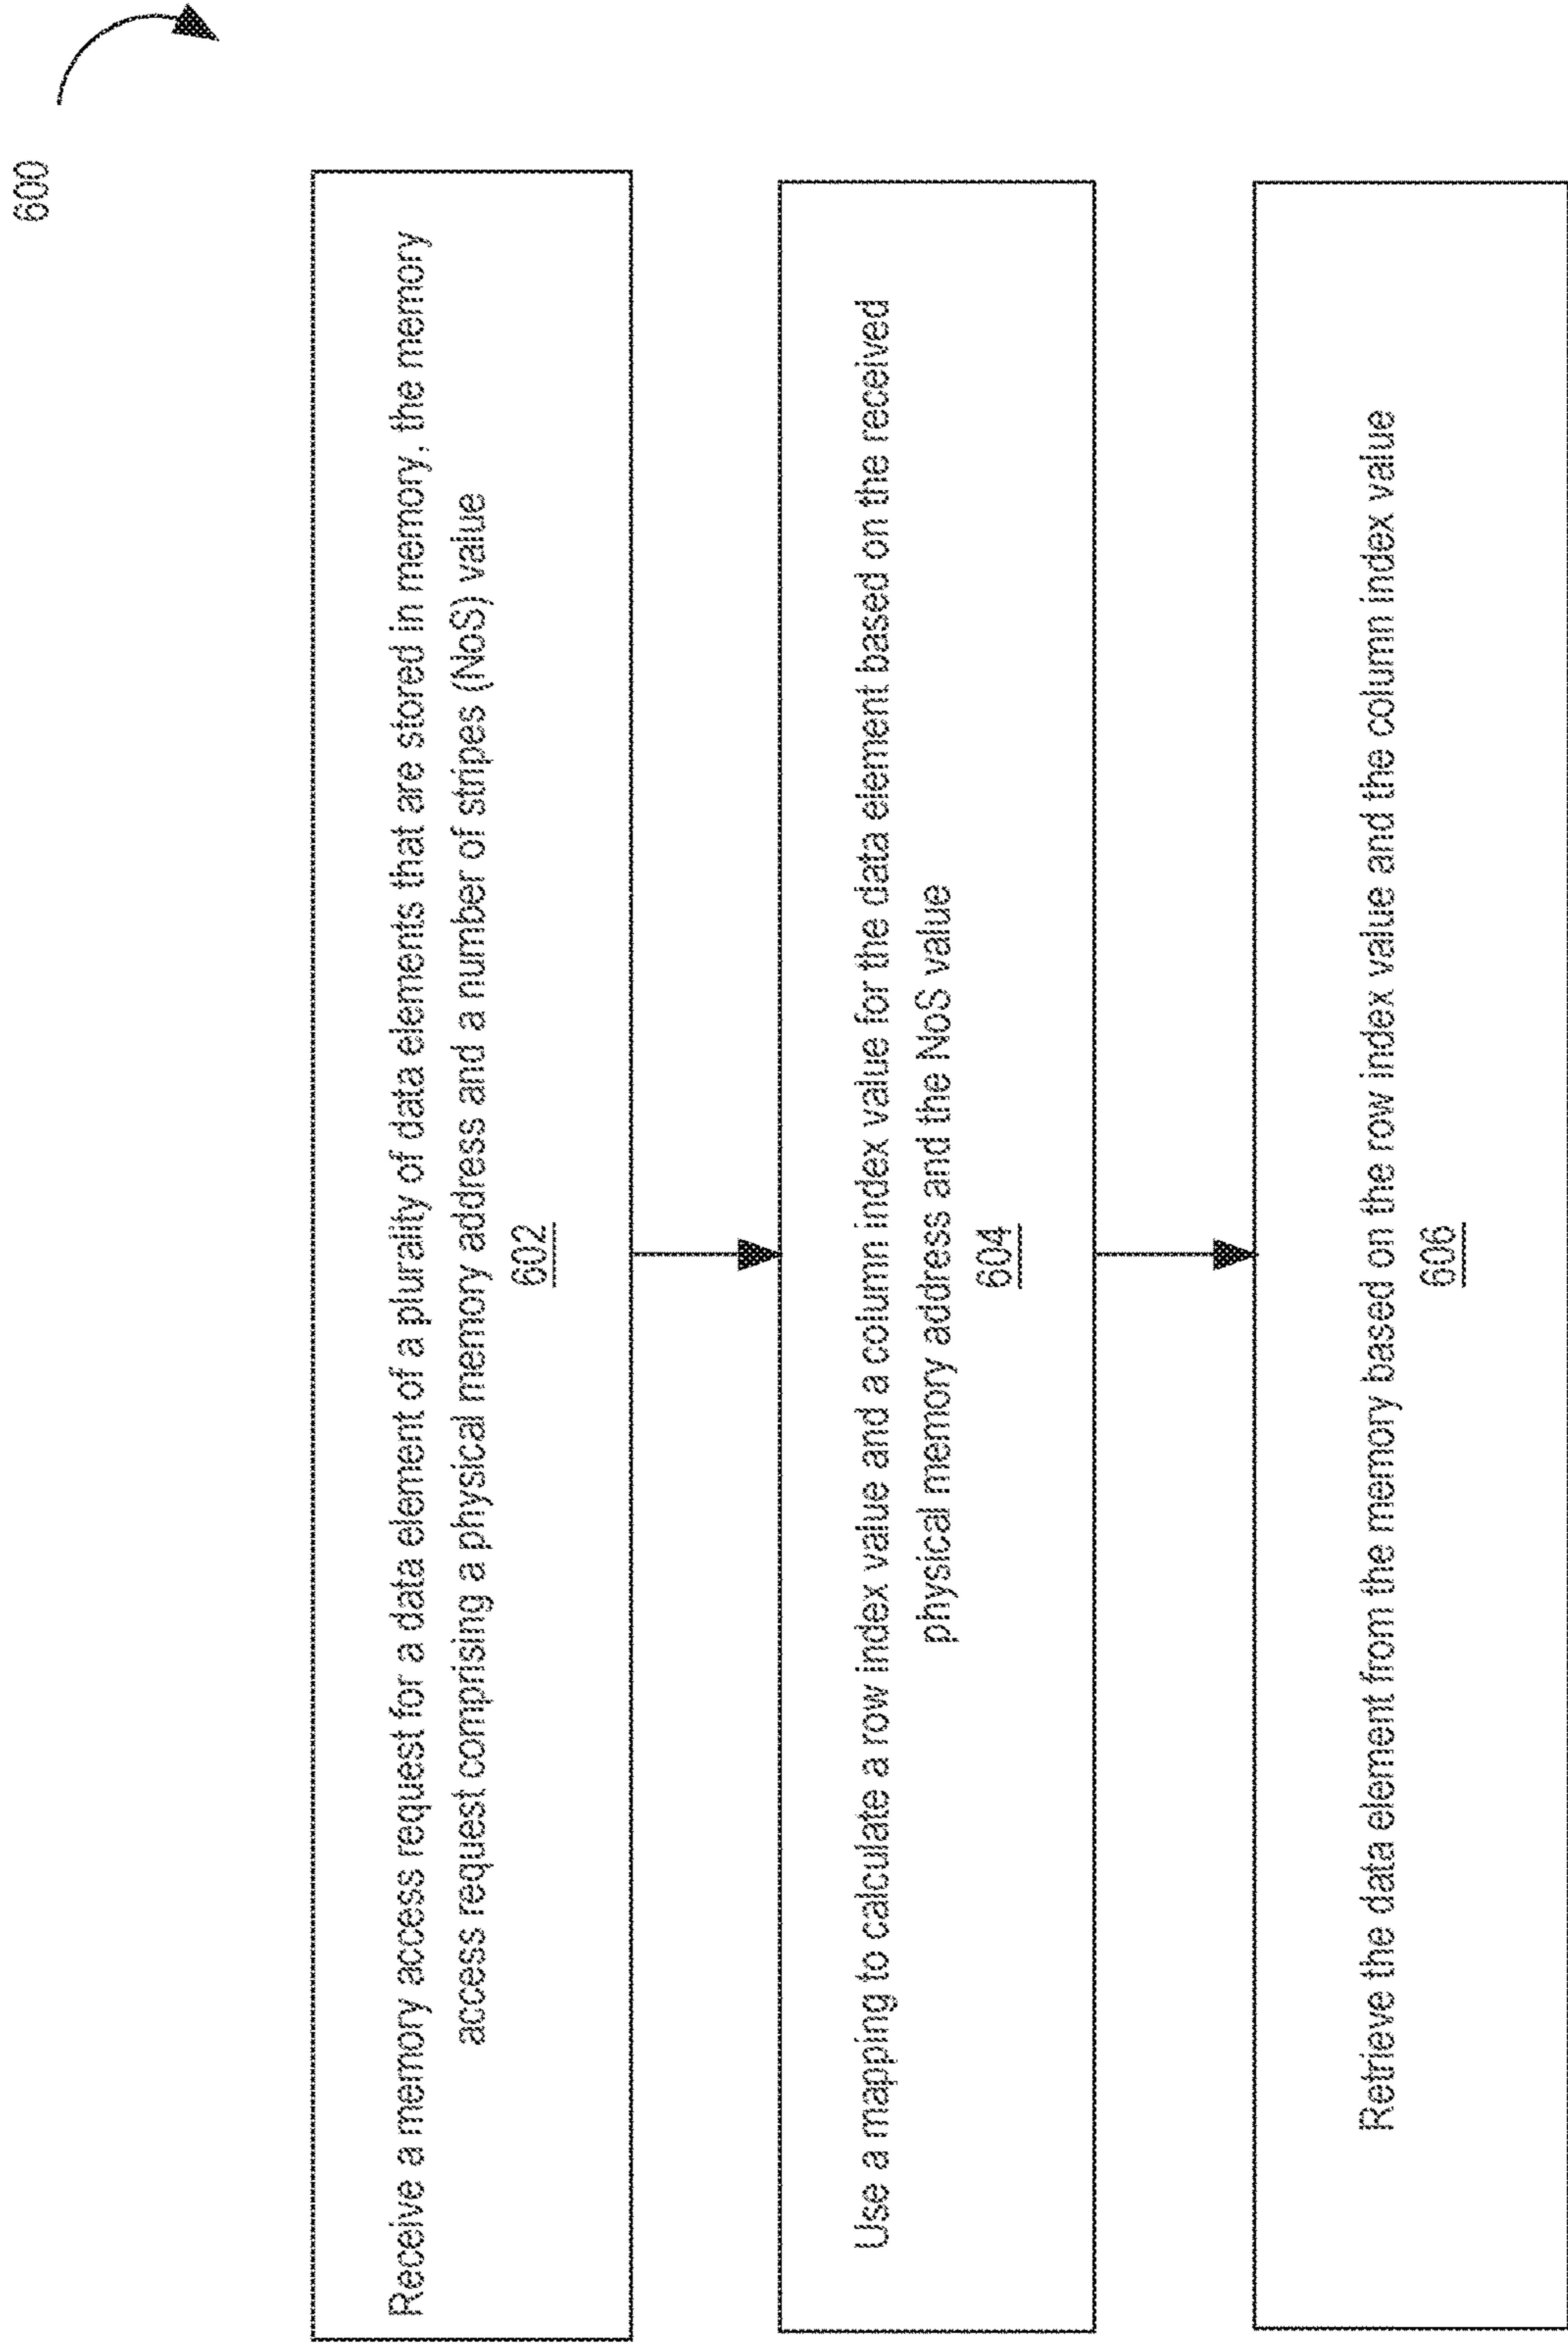 600
Receive a memory access request for a data element of a plurality of data elements that are stored in memory, the memory
access request comprising a physical memory address and a number of stripes (NoS) value
602
Use a mapping to calculate a row index value and a column index value for the data element based on the received
physical memory address and the NoS value
604
Retrieve the data element from the memory based on the row index value and the column index value
606